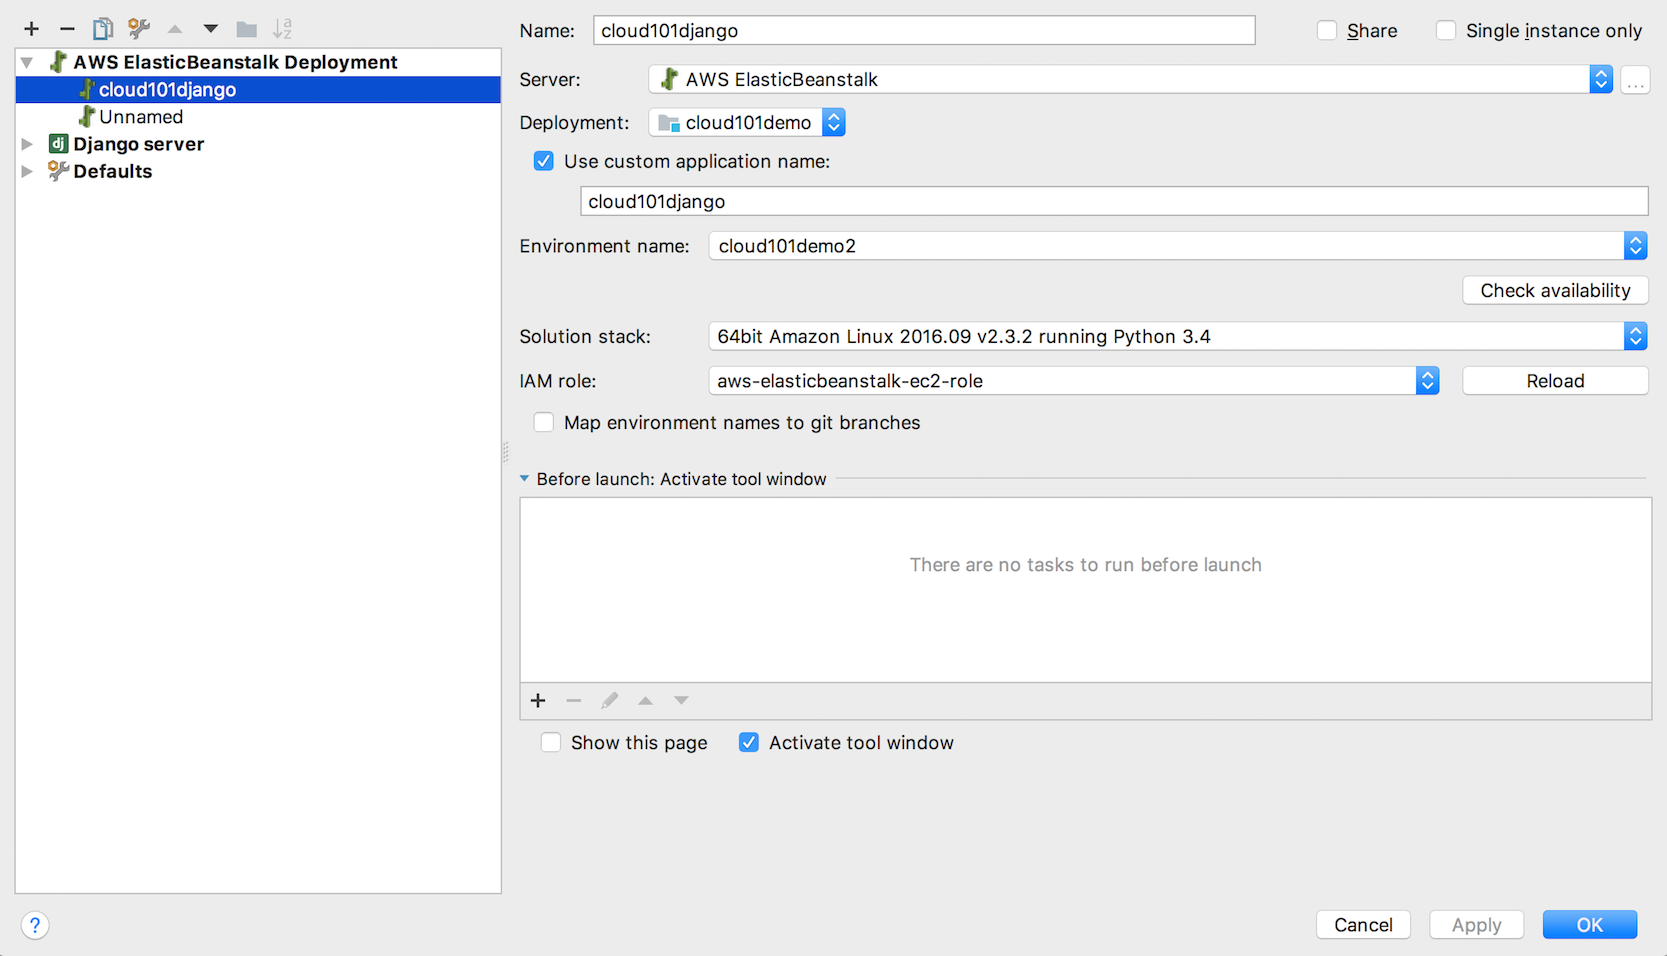 Name: cloud101django Share Single instance only
AWS ElasticBeanstalk Deployment
cloud101django
Unnamed
dj Django server
Defaults
Server: AWS ElasticBeanstalk ...
Deployment: cloud101demo
Use custom application name:
cloud101django
Environment name: cloud101demo2
Check availability
Solution stack: 64bit Amazon Linux 2016.09 v2.3.2 running Python 3.4
IAM role: aws-elasticbeanstalk-ec2-role Reload
Map environment names to git branches
Before launch: Activate tool window
There are no tasks to run before launch
Show this page Activate tool window
? Cancel Apply OK